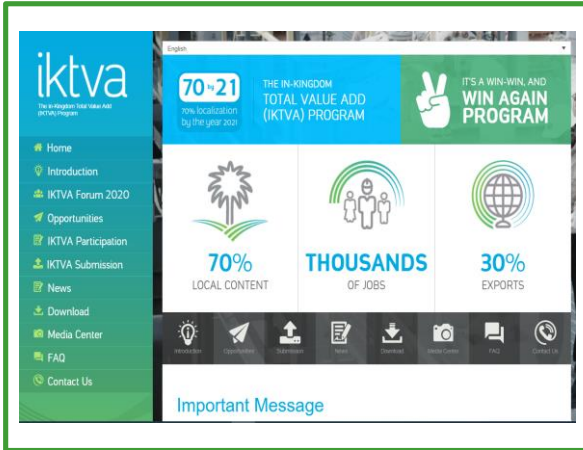 iktva
The In-Kingdom Total Value Add
(IKTVA) Program
Home
Introduction
IKTVA Forum 2020
Opportunities
IKTVA Participation
IKTVA Submission
News
Download
Media Center
FAQ
Contact Us
English
70 by 21
70% localization
by the year 2021
THE IN-KINGDOM
TOTAL VALUE ADD
(IKTVA) PROGRAM
IT'S A WIN-WIN, AND
WIN AGAIN
PROGRAM
70%
LOCAL CONTENT
THOUSANDS
OF JOBS
30%
EXPORTS
Introduction
Opportunities
Submission
News
Download
Media Center
FAQ
Contact Us
Important Message